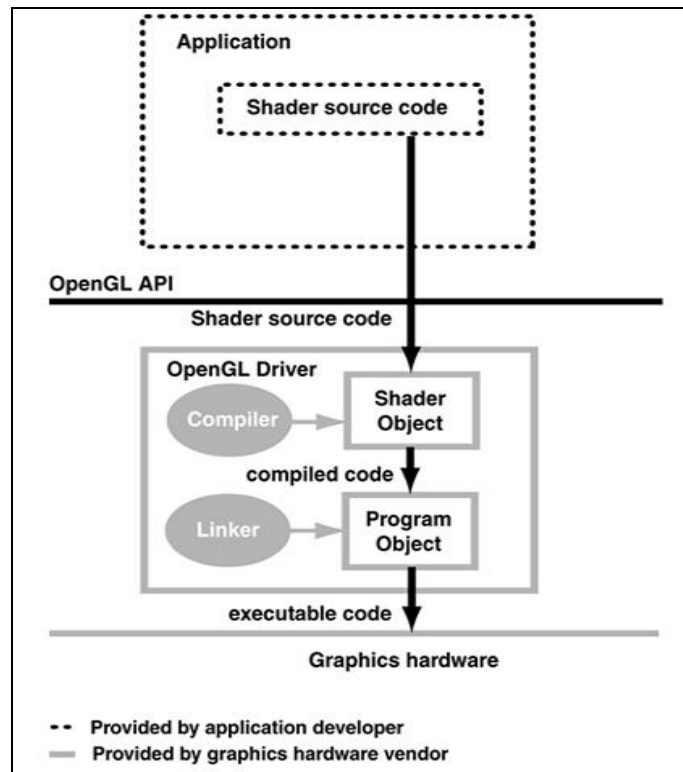 Application
Shader source code
OpenGL API
Shader source code
OpenGL Driver
Compiler
Shader
Object
compiled code
Linker
Program
Object
executable code
Graphics hardware
Provided by application developer
Provided by graphics hardware vendor